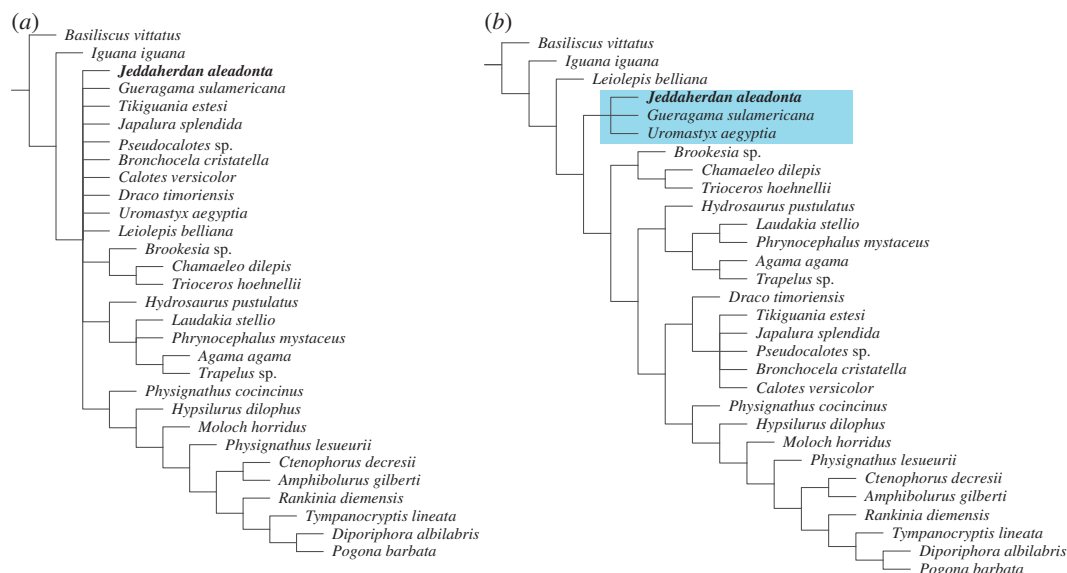 (a)
Basiliscus vittatus
Iguana iguana
Jeddaherdan aleadonta
Gueragama sulamericana
Tikiguania estesi
Japalura splendida
Pseudocalotes sp.
Bronchocela cristatella
Calotes versicolor
Draco timoriensis
Uromastyx aegyptia
Leiolepis belliana
Brookesia sp.
Chamaeleo dilepis
Trioceros hoehnellii
Hydrosaurus pustulatus
Laudakia stellio
Phrynocephalus mystaceus
Agama agama
Trapelus sp.
Physignathus cocincinus
Hypsilurus dilophus
Moloch horridus
Physignathus lesueurii
Ctenophorus decresii
Amphibolurus gilberti
Rankinia diemensis
Tympanocryptis lineata
Diporiphora albilabris
Pogona barbata
(b)
Basiliscus vittatus
Iguana iguana
Leiolepis belliana
Jeddaherdan aleadonta
Gueragama sulamericana
Uromastyx aegyptia
Brookesia sp.
Chamaeleo dilepis
Trioceros hoehnellii
Hydrosaurus pustulatus
Laudakia stellio
Phrynocephalus mystaceus
Agama agama
Trapelus sp.
Draco timoriensis
Tikiguania estesi
Japalura splendida
Pseudocalotes sp.
Bronchocela cristatella
Calotes versicolor
Physignathus cocincinus
Hypsilurus dilophus
Moloch horridus
Physignathus lesueurii
Ctenophorus decresii
Amphibolurus gilberti
Rankinia diemensis
Tympanocryptis lineata
Diporiphora albilabris
Pogona barbata